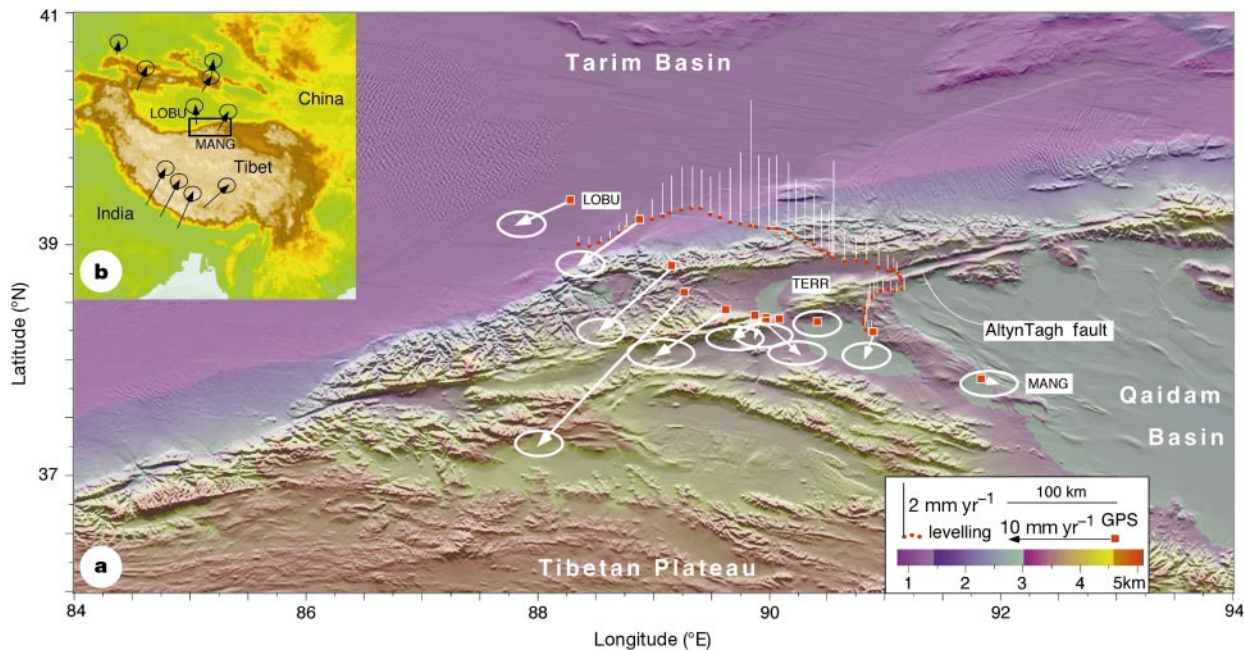 41
39
37
Latitude (°N)
84
86
88
90
92
94
Longitude (°E)
China
LOBU
MANG
Tibet
India
b
Tarim Basin
LOBU
TERR
AltynTagh fault
MANG
Qaidam
Basin
Tibetan Plateau
a
2 mm yr⁻¹
levelling
100 km
10 mm yr⁻¹ GPS
1 2 3 4 5km